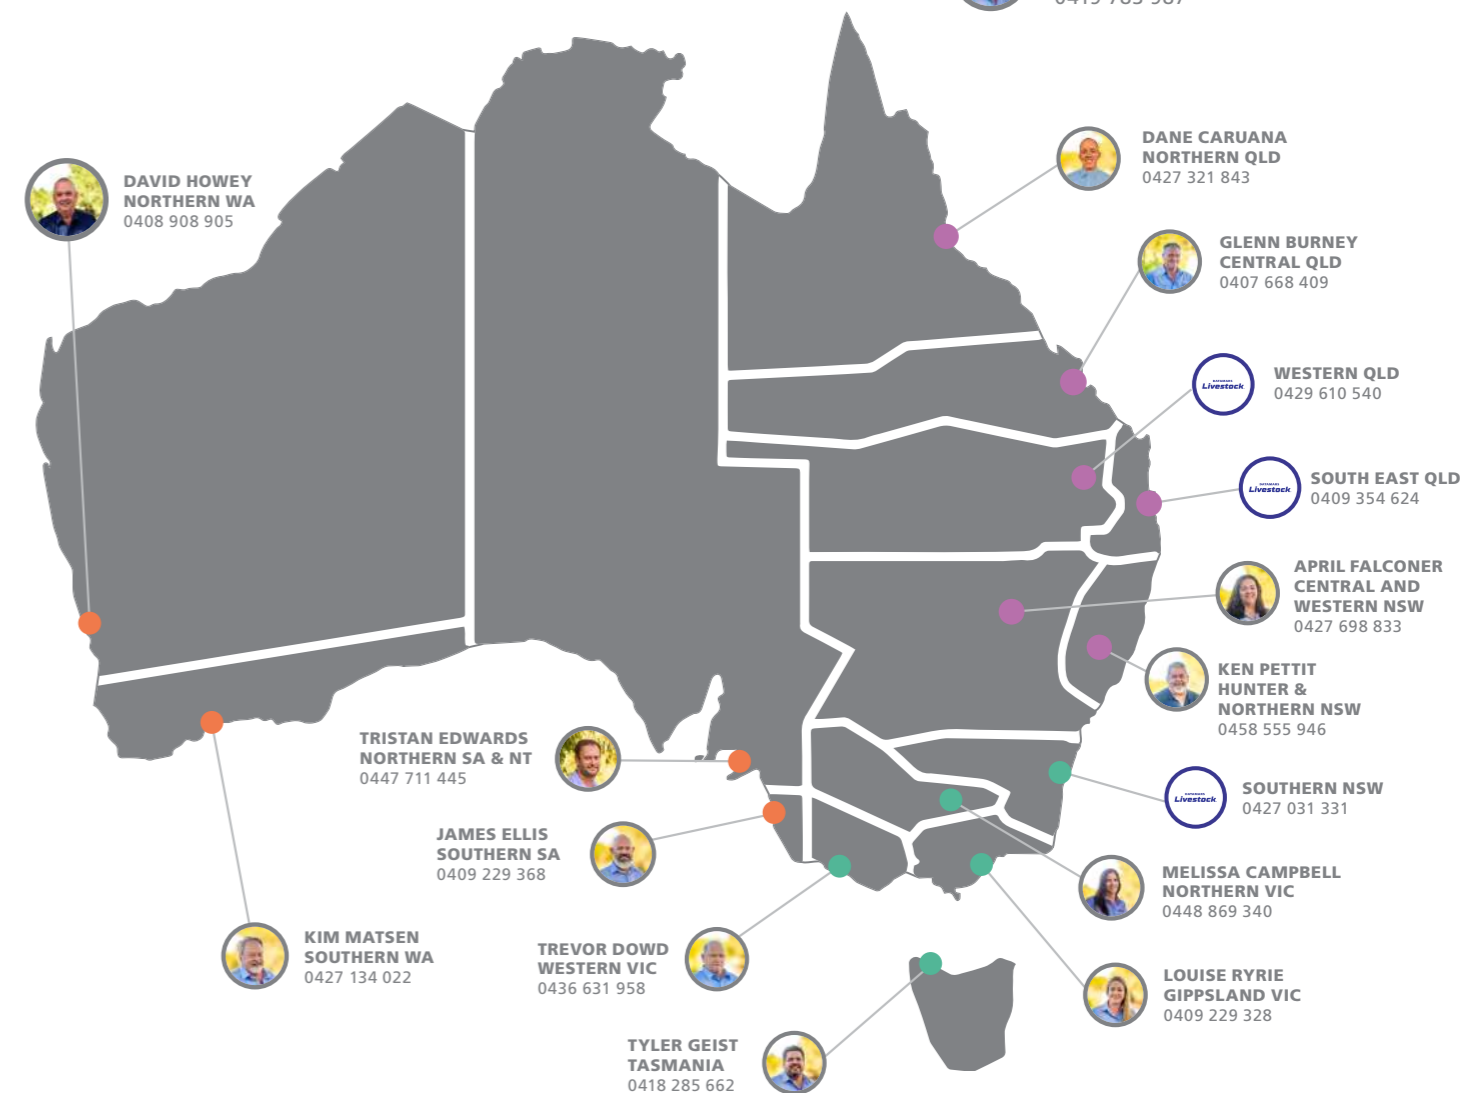 DANE CARUANA
NORTHERN QLD
0427 321 843
DAVID HOWEY
NORTHERN WA
0408 908 905
GLENN BURNEY
CENTRAL QLD
0407 668 409
WESTERN QLD
0429 610 540
Livestock
SOUTH EAST QLD
0409 354 624
Livestock
APRIL FALCONER
CENTRAL AND
WESTERN NSW
0427 698 833
KEN PETTIT
HUNTER &
NORTHERN NSW
0458 555 946
TRISTAN EDWARDS
NORTHERN SA & NT
0447 711 445
SOUTHERN NSW
0427 031 331
Livestock
JAMES ELLIS
SOUTHERN SA
0409 229 368
MELISSA CAMPBELL
NORTHERN VIC
0448 869 340
KIM MATSEN
SOUTHERN WA
0427 134 022
TREVOR DOWD
WESTERN VIC
0436 631 958
LOUISE RYRIE
GIPPSLAND VIC
0409 229 328
TYLER GEIST
TASMANIA
0418 285 662